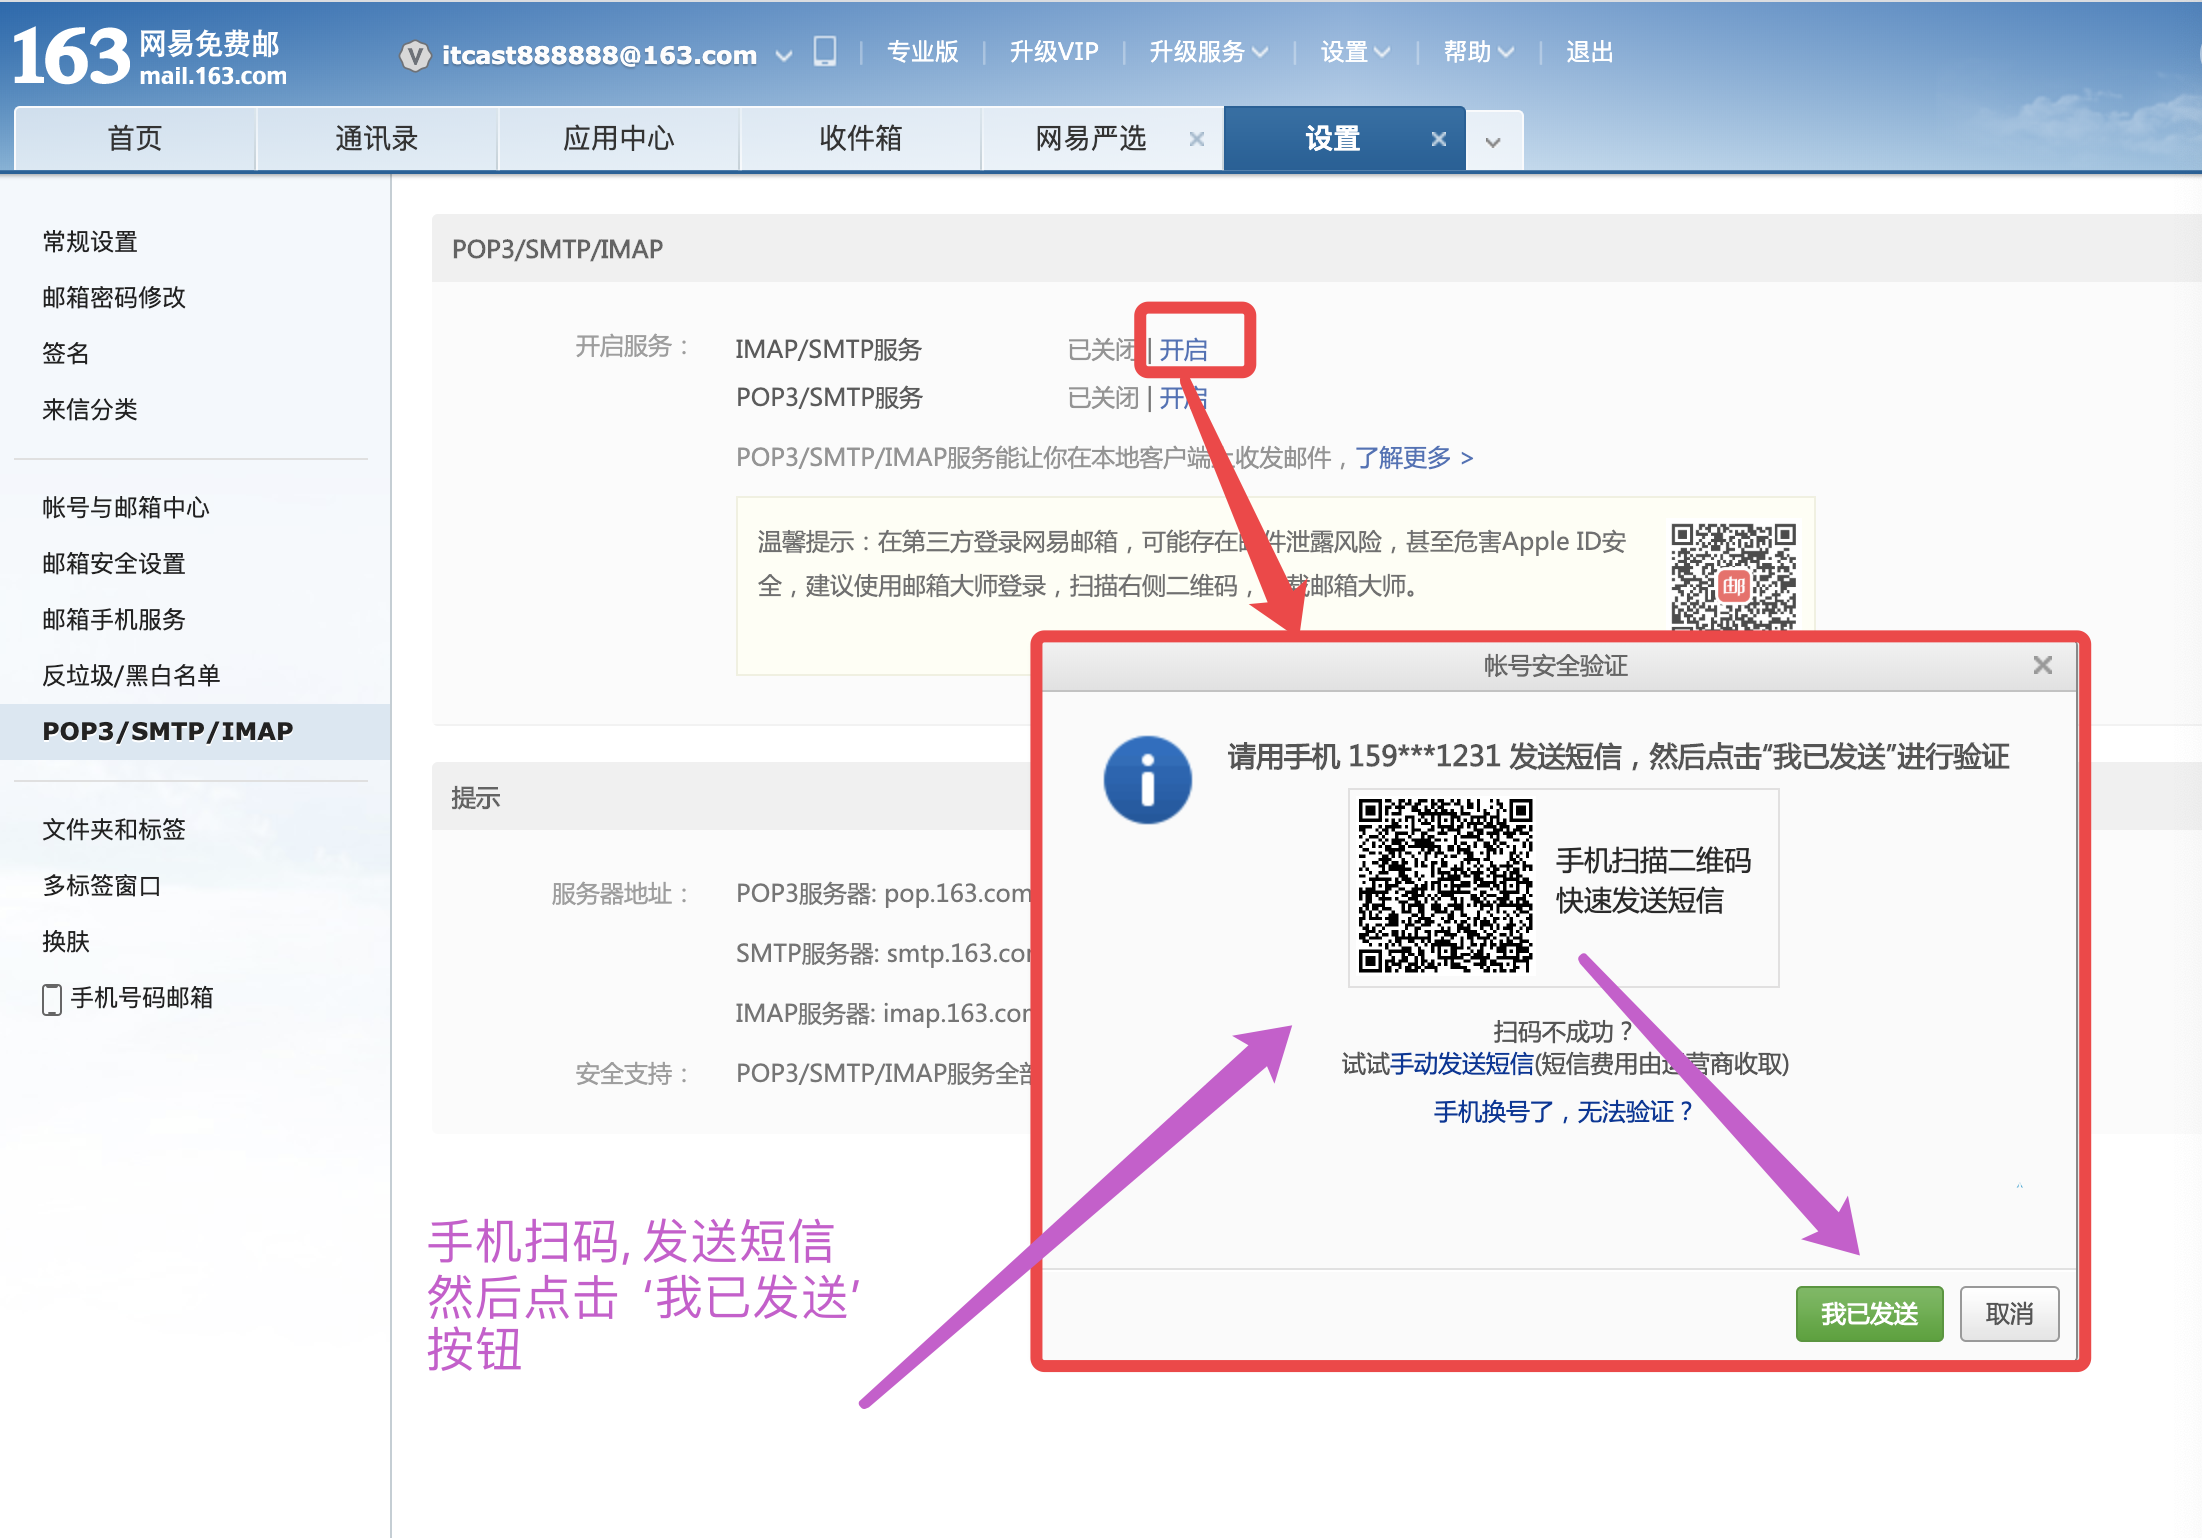 163 网易免费邮
mail.163.com
itcast888888@163.com | 专业版 | 升级VIP | 升级服务 | 设置 | 帮助 | 退出
首页 通讯录 应用中心 收件箱 网易严选 设置
常规设置
邮箱密码修改
签名
来信分类
帐号与邮箱中心
邮箱安全设置
邮箱手机服务
反垃圾/黑白名单
POP3/SMTP/IMAP
文件夹和标签
多标签窗口
换肤
手机号码邮箱
POP3/SMTP/IMAP
开启服务： IMAP/SMTP服务 已关闭 | 开启
POP3/SMTP服务 已关闭 | 开启
POP3/SMTP/IMAP服务能让你在本地客户端上收发邮件，了解更多 >
温馨提示：在第三方登录网易邮箱，可能存在邮件泄露风险，甚至危害Apple ID安
全，建议使用邮箱大师登录，扫描右侧二维码，下载邮箱大师。
邮
提示
服务器地址： POP3服务器: pop.163.com
SMTP服务器: smtp.163.com
IMAP服务器: imap.163.com
安全支持： POP3/SMTP/IMAP服务全部
帐号安全验证
请用手机 159***1231 发送短信，然后点击“我已发送”进行验证
手机扫描二维码
快速发送短信
扫码不成功？
试试手动发送短信(短信费用由运营商收取)
手机换号了，无法验证？
我已发送 取消
手机扫码, 发送短信
然后点击 ‘我已发送’
按钮